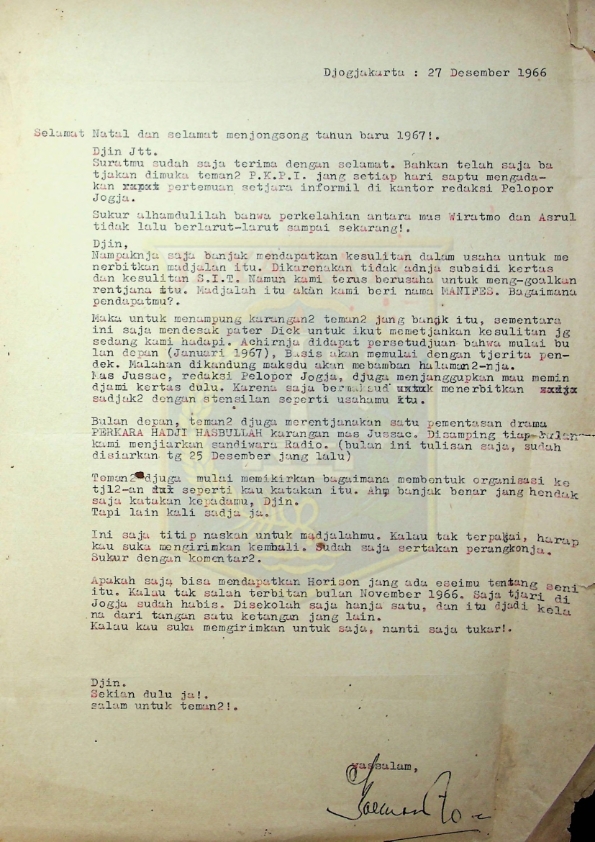 Djogjakarta : 27 Desember 1966
Selamat Natal dan selamat menjongsong tahun baru 1967!.
Djin Jtt.
Suratmu sudah saja terima dengan selamat. Bahkan telah saja ba
tjakan dimuka teman2 P.K.P.I. jang setiap hari saptu mengada-
kan rapat pertemuan setjara informil di kantor redaksi Pelopor
Jogja.
Sukur alhamdulilah bahwa perkelahian antara mas Wiratmo dan Asrul
tidak lalu berlarut-larut sampai sekarang!.
Djin,
Nampaknja saja banjak mendapatkan kesulitan dalam usaha untuk me
nerbitkan madjalan itu. Dikarenakan tidak adnja subsidi kertas
dan kesulitan S.I.T. Namun kami terus berusaha untuk meng-goalkan
rentjana itu. Madjalah itu akan kami beri nama MANIFES. Bagaimana
pendapatmu?.
Maka untuk menampung karangan2 teman2 jang banjk itu, sementara
ini saja mendesak pater Dick untuk ikut memetjankan kesulitan jg
sedang kami hadapi. Achirnja didapat persetudjuan bahwa mulai bu
lan depan (Januari 1967), Basis akan memulai dengan tjerita pen-
dek. Malahan dikandung maksdu akan mebamban halaman2-nja.
Mas Jussac, redaksi Pelopor Jogja, djuga menjanggupkan mau memin
djami kertas dulu. Karena saja bermaksud untuk menerbitkan
sadjak2 dengan stensilan seperti usahamu itu.
Bulan depan, teman2 djuga merentjanakan satu pementasan drama
PERKARA HADJI HASBULLAH karangan mas Jussac. Disamping tiap bulan
kami menjiarkan sandiwara Radio. (bulan ini tulisan saja, sudah
disiarkan tg 25 Desember jang lalu)
Teman2 djuga mulai memikirkan bagaimana membentuk organisasi ke
tjl2-an seperti kau katakan itu. Ahp banjak benar jang hendak
saja katakan kepadamu, Djin.
Tapi lain kali sadja ja.
Ini saja titip naskan untuk madjalahmu. Kalau tak terpakai, harap
kau suka mengirimkan kembali. Sudah saja sertakan perangkonja.
Sukur dengan komentar2.
Apakah saja bisa mendapatkan Horison jang ada eseimu tentang seni
itu. Kalau tak salah terbitan bulan November 1966. Saja tjari di
Jogja sudah habis. Disekolah saja hanja satu, dan itu djadi kela
na dari tangan satu ketangan jang lain.
Kalau kau suka memgirimkan untuk saja, nanti saja tukar!.
Djin.
Sekian dulu ja!.
salam untuk teman2!.
wassalam,